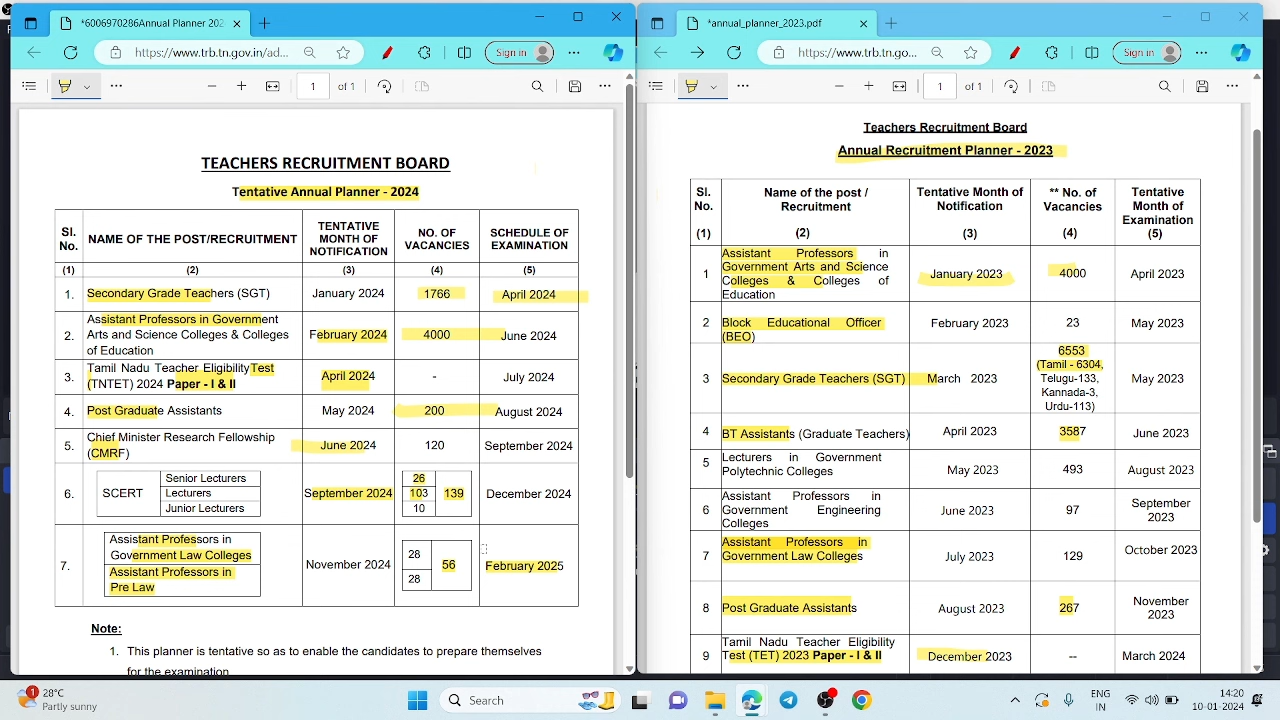 *6006970286Annual Planner 202
*annual_planner_2023.pdf
https://www.trb.tn.gov.in/ad...
Sign in
https://www.trb.tn.go...
Sign in
1 of 1
1 of 1
TEACHERS RECRUITMENT BOARD
Tentative Annual Planner - 2024
Sl. No. NAME OF THE POST/RECRUITMENT TENTATIVE MONTH OF NOTIFICATION NO. OF VACANCIES SCHEDULE OF EXAMINATION
(1) (2) (3) (4) (5)
1. Secondary Grade Teachers (SGT) January 2024 1766 April 2024
2. Assistant Professors in Government Arts and Science Colleges & Colleges of Education February 2024 4000 June 2024
3. Tamil Nadu Teacher Eligibility Test (TNTET) 2024 Paper - I & II April 2024 - July 2024
4. Post Graduate Assistants May 2024 200 August 2024
5. Chief Minister Research Fellowship (CMRF) June 2024 120 September 2024
6. SCERT Senior Lecturers Lecturers Junior Lecturers September 2024 26 103 10 139 December 2024
7. Assistant Professors in Government Law Colleges Assistant Professors in Pre Law November 2024 28 28 56 February 2025
Note:
1. This planner is tentative so as to enable the candidates to prepare themselves
for the examination
Teachers Recruitment Board
Annual Recruitment Planner - 2023
Sl. No. Name of the post / Recruitment Tentative Month of Notification ** No. of Vacancies Tentative Month of Examination
(1) (2) (3) (4) (5)
1 Assistant Professors in Government Arts and Science Colleges & Colleges of Education January 2023 4000 April 2023
2 Block Educational Officer (BEO) February 2023 23 May 2023
3 Secondary Grade Teachers (SGT) March 2023 6553 (Tamil - 6304, Telugu-133, Kannada-3, Urdu-113) May 2023
4 BT Assistants (Graduate Teachers) April 2023 3587 June 2023
5 Lecturers in Government Polytechnic Colleges May 2023 493 August 2023
6 Assistant Professors in Government Engineering Colleges June 2023 97 September 2023
7 Assistant Professors in Government Law Colleges July 2023 129 October 2023
8 Post Graduate Assistants August 2023 267 November 2023
9 Tamil Nadu Teacher Eligibility Test (TET) 2023 Paper - I & II December 2023 -- March 2024
1
28°C
Partly sunny
Search
ENG
IN
14:20
10-01-2024